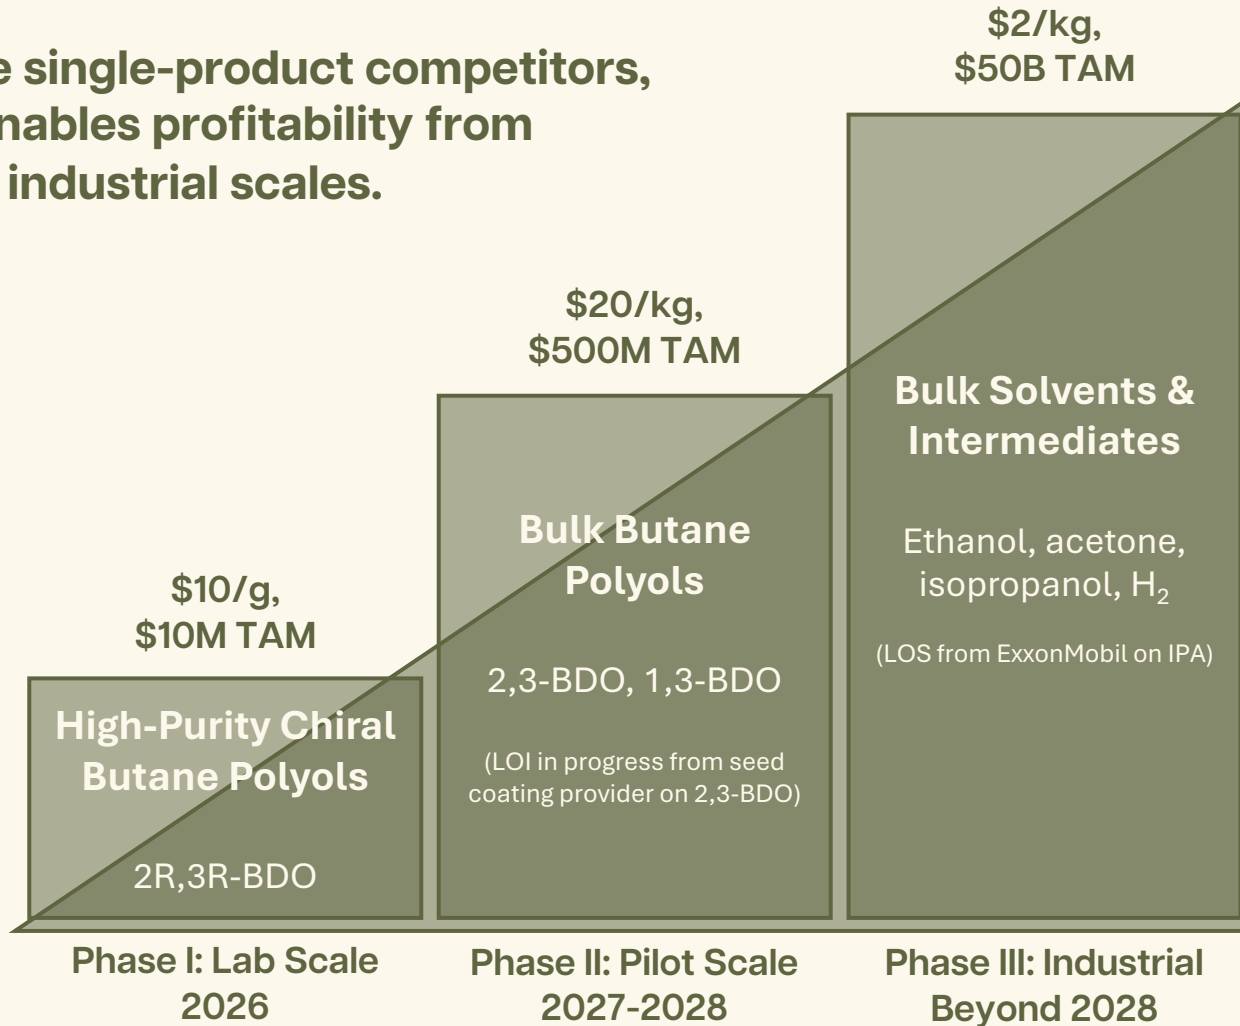 single-product competitors,
profitability from
industrial scales.
$10/g,
$10M TAM
High-Purity Chiral
Butane Polyols
2R,3R-BDO
Phase I: Lab Scale
2026
$20/kg,
$500M TAM
Bulk Butane
Polyols
2,3-BDO, 1,3-BDO
(LOI in progress from seed
coating provider on 2,3-BDO)
Phase II: Pilot Scale
2027-2028
$2/kg,
$50B TAM
Bulk Solvents &
Intermediates
Ethanol, acetone,
isopropanol, H₂
(LOS from ExxonMobil on IPA)
Phase III: Industrial
Beyond 2028